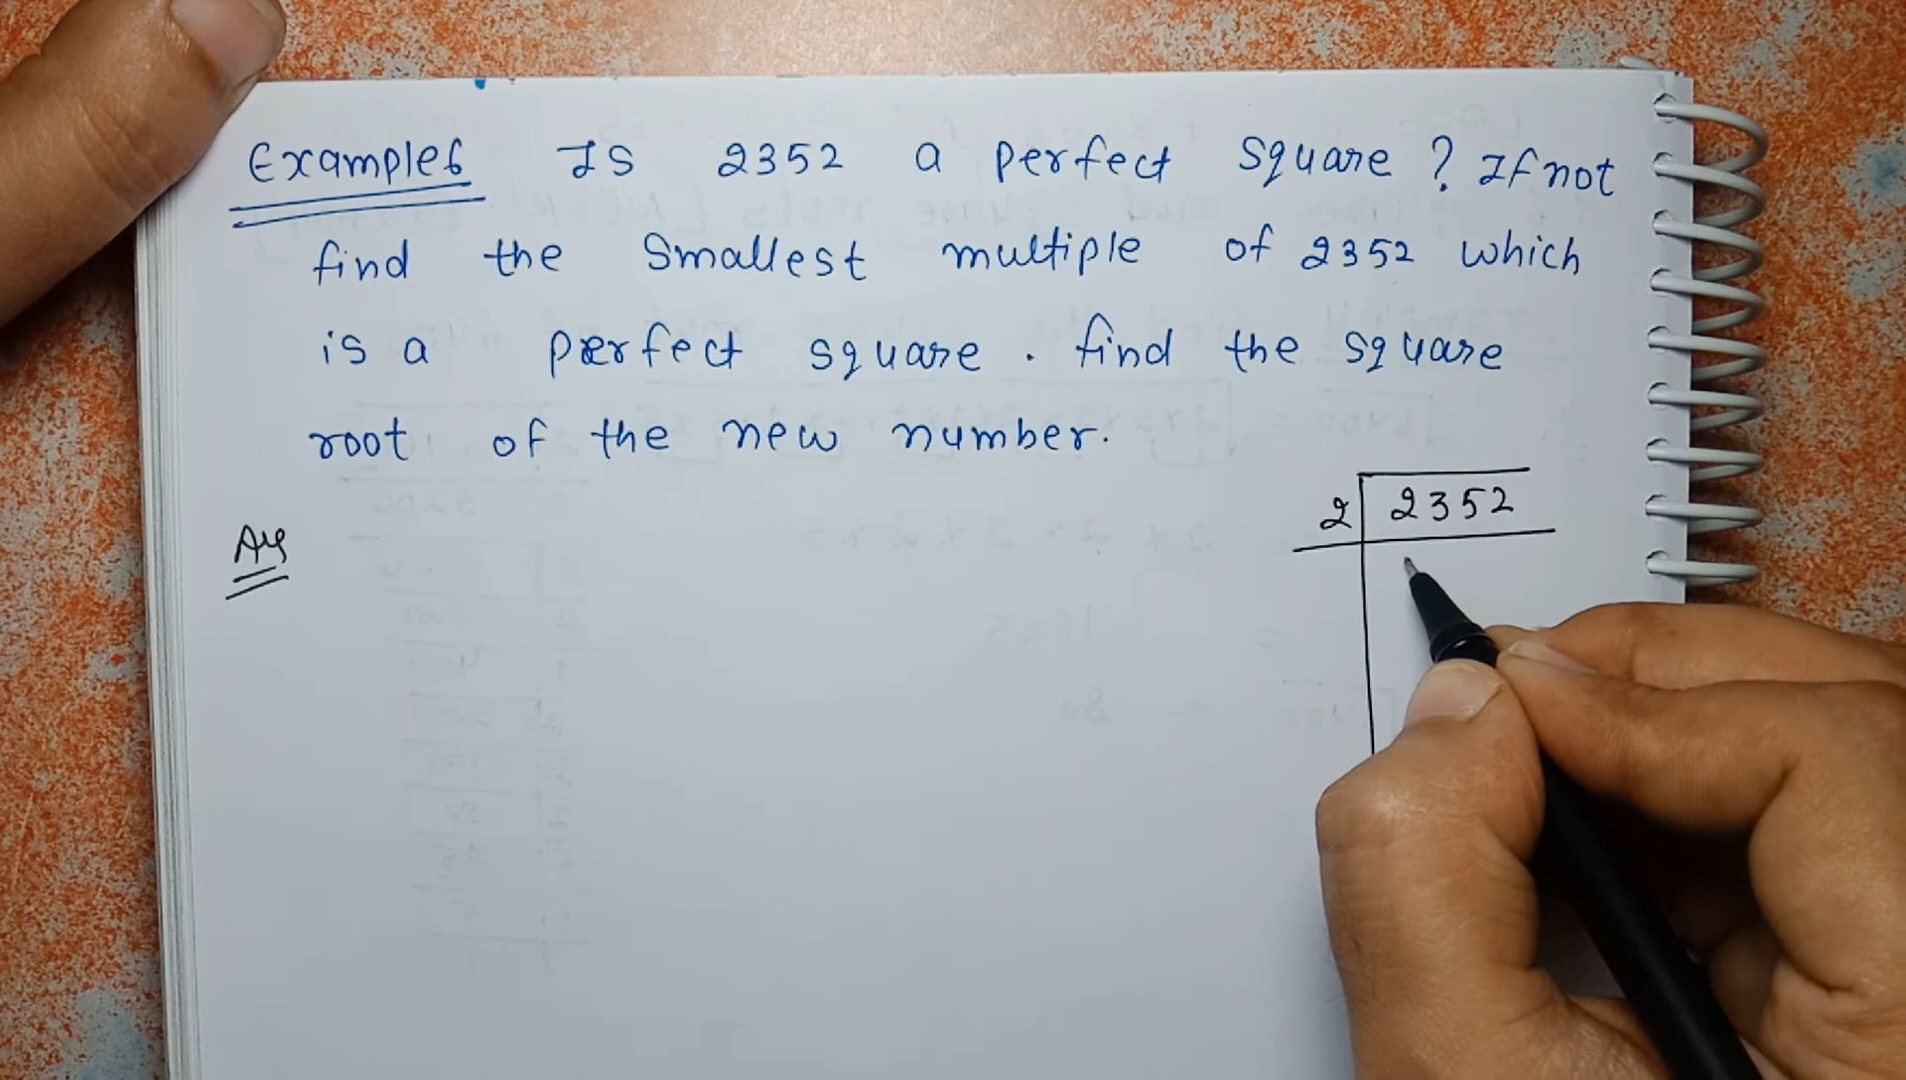 Example6 Is 2352 a perfect square? If not
find the smallest multiple of 2352 which
is a perfect square. find the square
root of the new number.
2 2352